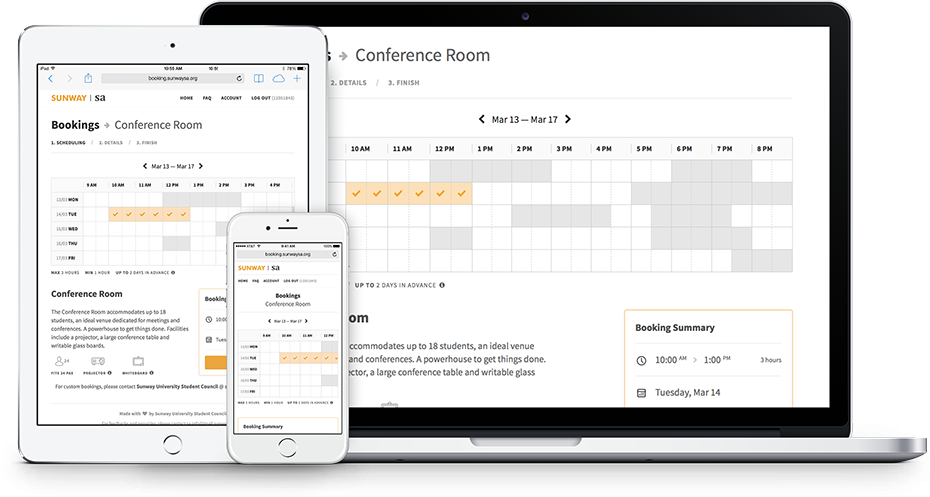 iPad
10:55 AM
78%
booking.sunwaysa.org
SUNWAY | sa
HOME FAQ ACCOUNT LOG OUT
Bookings → Conference Room
1. SCHEDULING / 2. DETAILS / 3. FINISH
Mar 13 — Mar 17
9 AM 10 AM 11 AM 12 PM 1 PM 2 PM 3 PM 4 PM
13/03 MON
14/03 TUE
15/03 WED
16/03 THU
17/03 FRI
MAX 3 HOURS MIN 1 HOUR UP TO 2 DAYS IN ADVANCE
Conference Room
The Conference Room accommodates up to 18
students, an ideal venue dedicated for meetings and
conferences. A powerhouse to get things done. Facilities
include a projector, a large conference table and
writable glass boards.
24
FITS 24 PAX PROJECTOR WHITEBOARD
For custom bookings, please contact Sunway University Student Council @
Made with ❤ by Sunway University Student Council
Booking
10:00
Tuesday
●●●●● AT&T
9:41 AM
100%
booking.sunwaysa.org
SUNWAY | sa
HOME FAQ ACCOUNT LOG OUT
Bookings
Conference Room
Mar 13 — Mar 17
9 AM 10 AM 11 AM 12 PM
13/03 MON
14/03 TUE
15/03 WED
16/03 THU
17/03 FRI
MAX 3 HOURS MIN 1 HOUR UP TO 2 DAYS IN ADVANCE
Booking Summary
s → Conference Room
2. DETAILS / 3. FINISH
Mar 13 — Mar 17
10 AM 11 AM 12 PM 1 PM 2 PM 3 PM 4 PM 5 PM 6 PM 7 PM 8 PM
UP TO 2 DAYS IN ADVANCE
om
commodates up to 18 students, an ideal venue
and conferences. A powerhouse to get things done.
ector, a large conference table and writable glass
Booking Summary
10:00 AM > 1:00 PM 3 hours
Tuesday, Mar 14